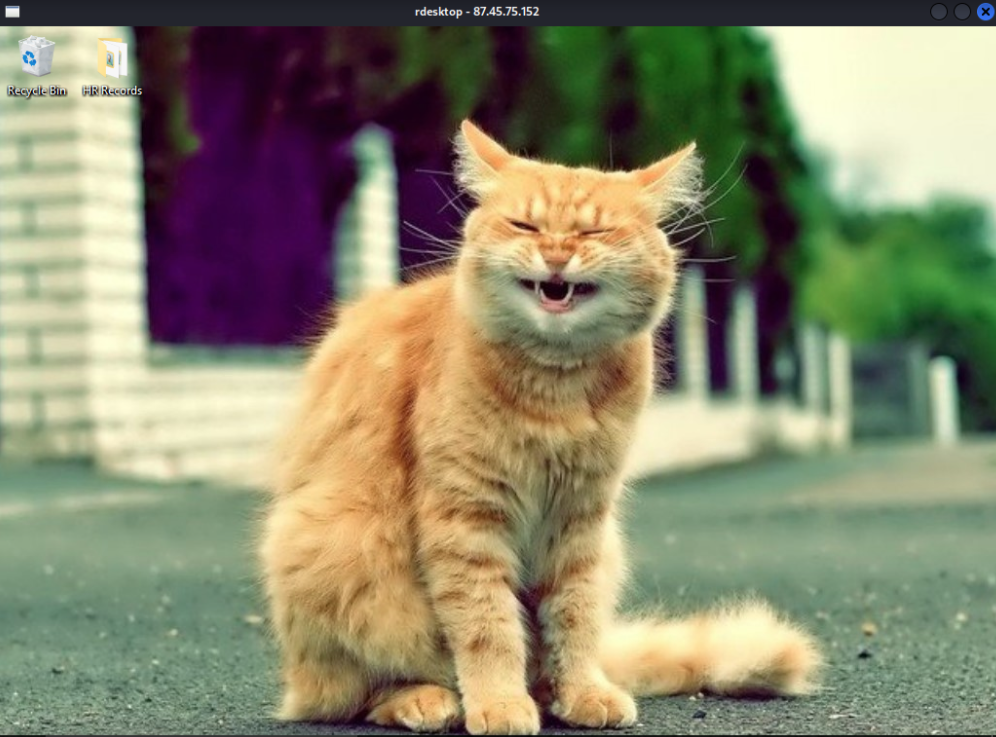 rdesktop - 87.45.75.152
Recycle Bin
HR Records